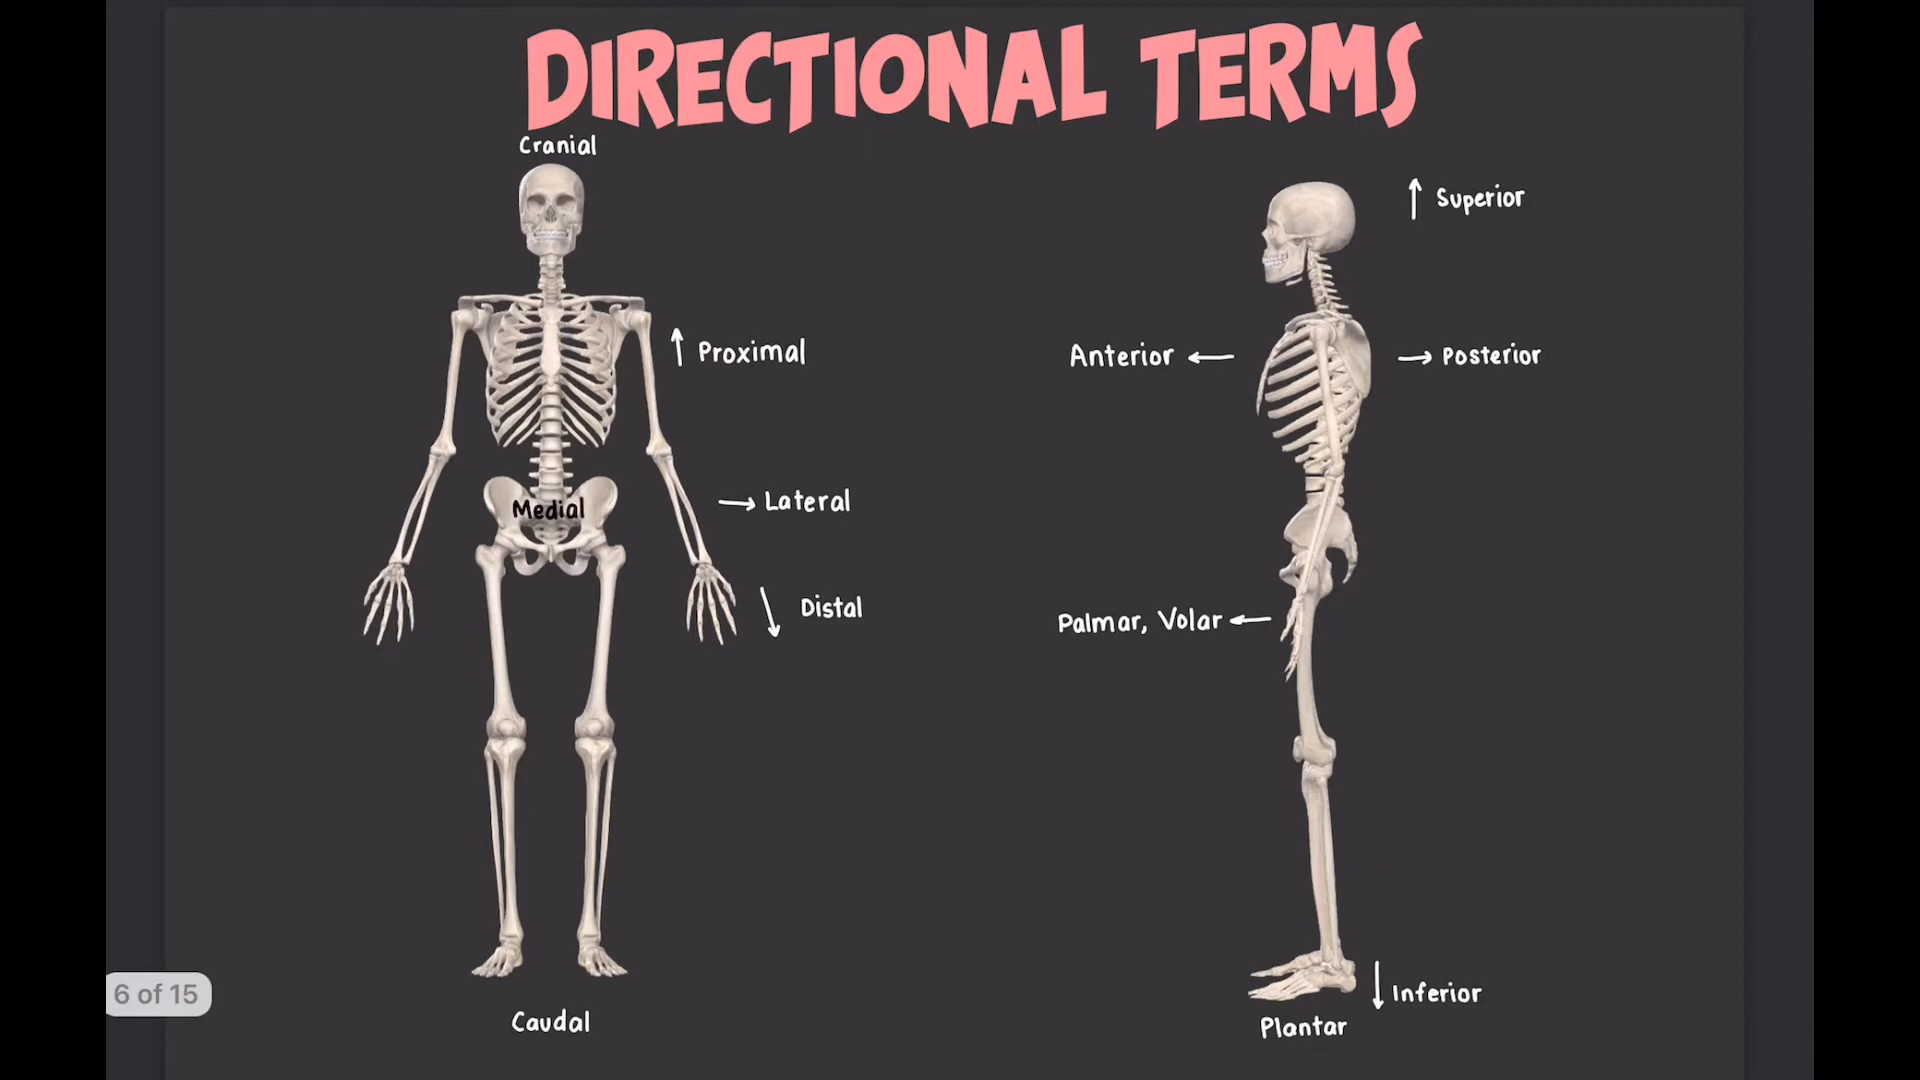 DIRECTIONAL TERMS
Cranial
Superior
Proximal
Anterior
Posterior
Lateral
Medial
Distal
Palmar, Volar
6 of 15
Inferior
Caudal
Plantar